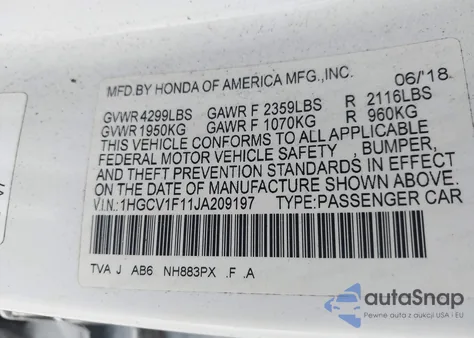 MFD.BY HONDA OF AMERICA MFG.,INC. 06/'18
GVWR 4299LBS GAWR F 2359LBS R 2116LBS
GVWR 1950KG GAWR F 1070KG R 960KG
THIS VEHICLE CONFORMS TO ALL APPLICABLE
FEDERAL MOTOR VEHICLE SAFETY , BUMPER,
AND THEFT PREVENTION STANDARDS IN EFFECT
ON THE DATE OF MANUFACTURE SHOWN ABOVE.
V.I.N.:1HGCV1F11JA209197 TYPE:PASSENGER CAR
TVA J AB6 NH883PX .F .A
autoSnap
Pewne auta z aukcji USA i EU